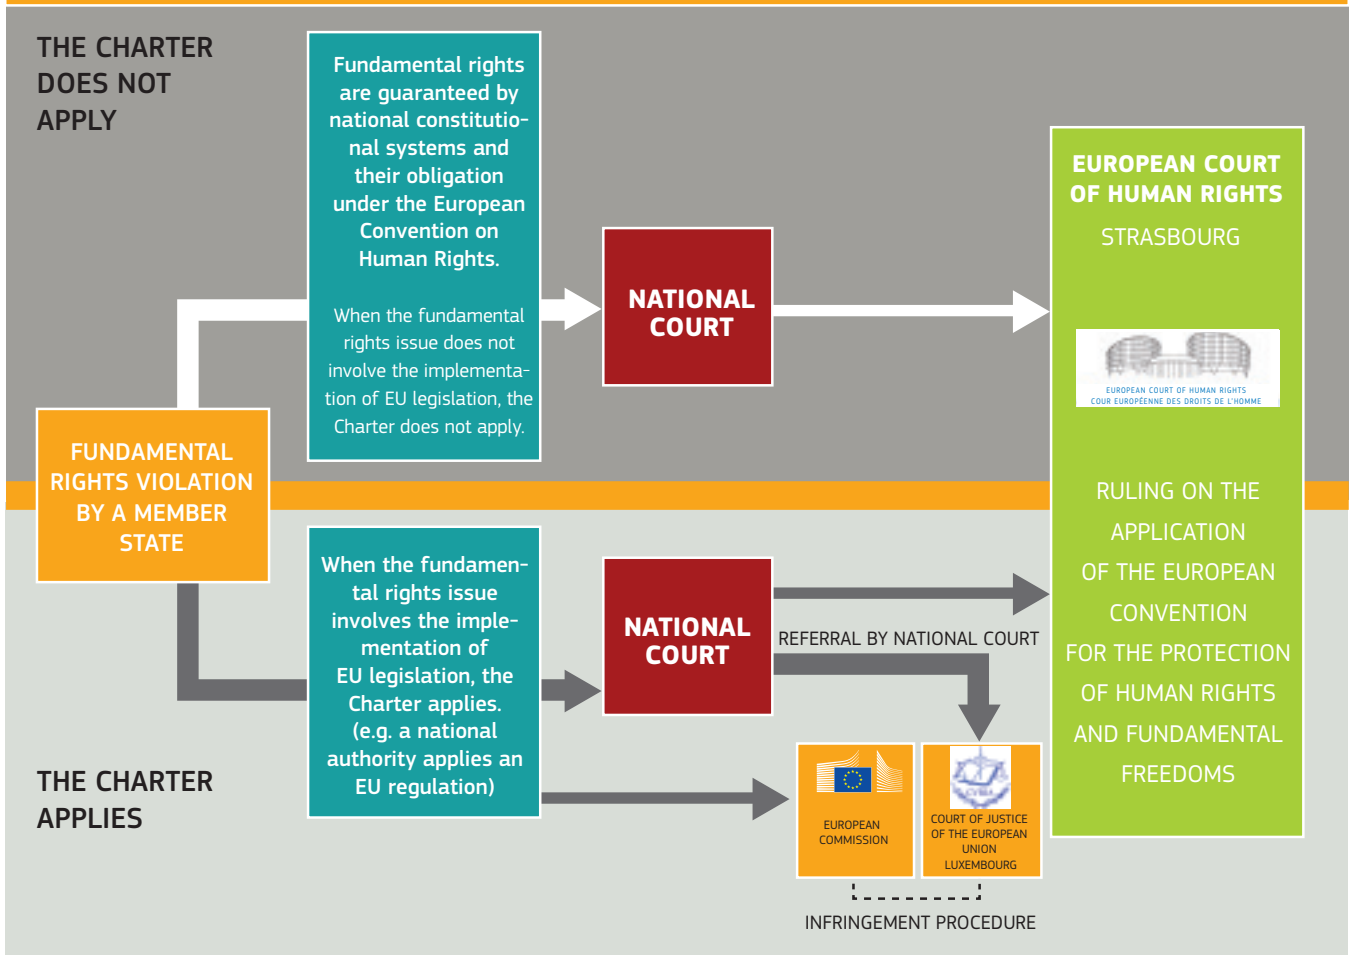 THE CHARTER
DOES NOT
APPLY
Fundamental rights
are guaranteed by
national constitutio-
nal systems and
their obligation
under the European
Convention on
Human Rights.
When the fundamental
rights issue does not
involve the implementa-
tion of EU legislation, the
Charter does not apply.
NATIONAL
COURT
EUROPEAN COURT
OF HUMAN RIGHTS
STRASBOURG
EUROPEAN COURT OF HUMAN RIGHTS
COUR EUROPÉENNE DES DROITS DE L'HOMME
RULING ON THE
APPLICATION
OF THE EUROPEAN
CONVENTION
FOR THE PROTECTION
OF HUMAN RIGHTS
AND FUNDAMENTAL
FREEDOMS
FUNDAMENTAL
RIGHTS VIOLATION
BY A MEMBER
STATE
When the fundamen-
tal rights issue
involves the imple-
mentation of
EU legislation, the
Charter applies.
(e.g. a national
authority applies an
EU regulation)
NATIONAL
COURT
REFERRAL BY NATIONAL COURT
THE CHARTER
APPLIES
EUROPEAN
COMMISSION
COURT OF JUSTICE
OF THE EUROPEAN
UNION
LUXEMBOURG
INFRINGEMENT PROCEDURE